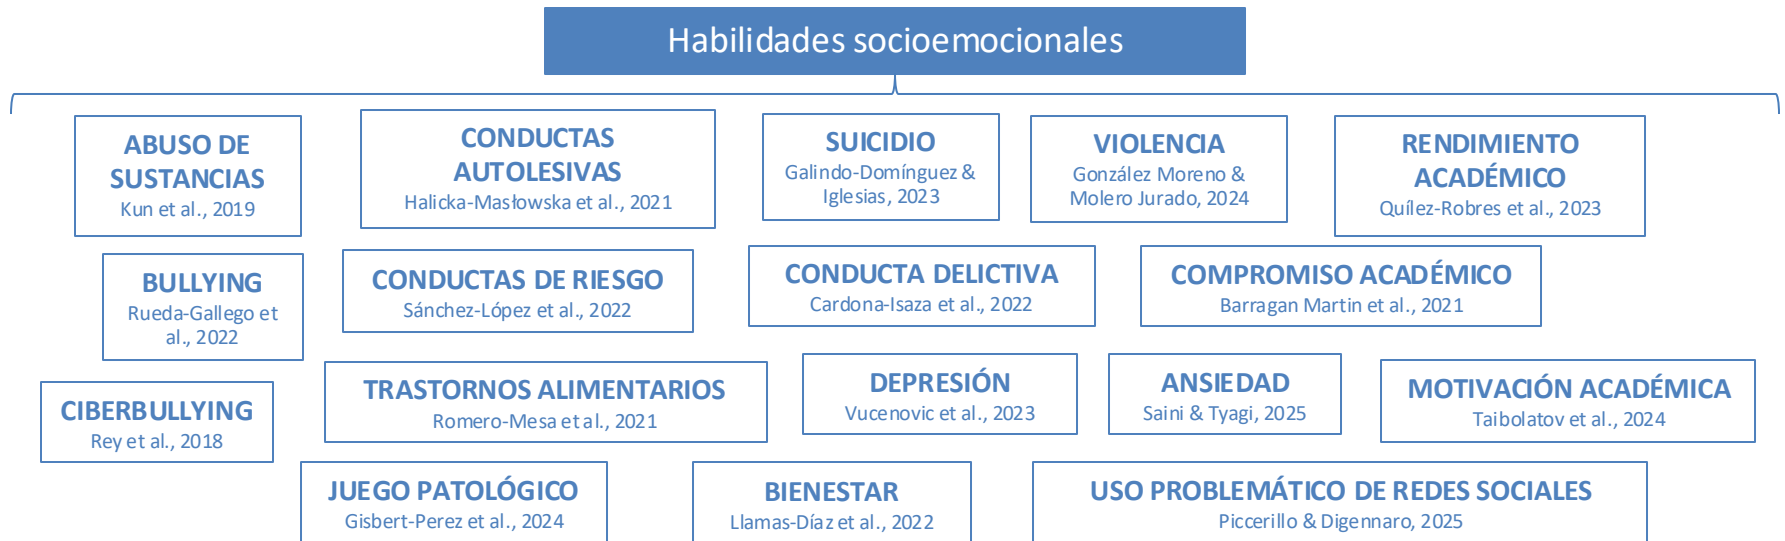 Habilidades socioemocionales
ABUSO DE
SUSTANCIAS
Kun et al., 2019
CONDUCTAS
AUTOLESIVAS
Halicka-Masłowska et al., 2021
SUICIDIO
Galindo-Domínguez &
Iglesias, 2023
VIOLENCIA
González Moreno &
Molero Jurado, 2024
RENDIMIENTO
ACADÉMICO
Quílez-Robres et al., 2023
BULLYING
Rueda-Gallego et
al., 2022
CONDUCTAS DE RIESGO
Sánchez-López et al., 2022
CONDUCTA DELICTIVA
Cardona-Isaza et al., 2022
COMPROMISO ACADÉMICO
Barragan Martin et al., 2021
CIBERBULLYING
Rey et al., 2018
TRASTORNOS ALIMENTARIOS
Romero-Mesa et al., 2021
DEPRESIÓN
Vucenovic et al., 2023
ANSIEDAD
Saini & Tyagi, 2025
MOTIVACIÓN ACADÉMICA
Taibolatov et al., 2024
JUEGO PATOLÓGICO
Gisbert-Perez et al., 2024
BIENESTAR
Llamas-Díaz et al., 2022
USO PROBLEMÁTICO DE REDES SOCIALES
Piccerillo & Digennaro, 2025